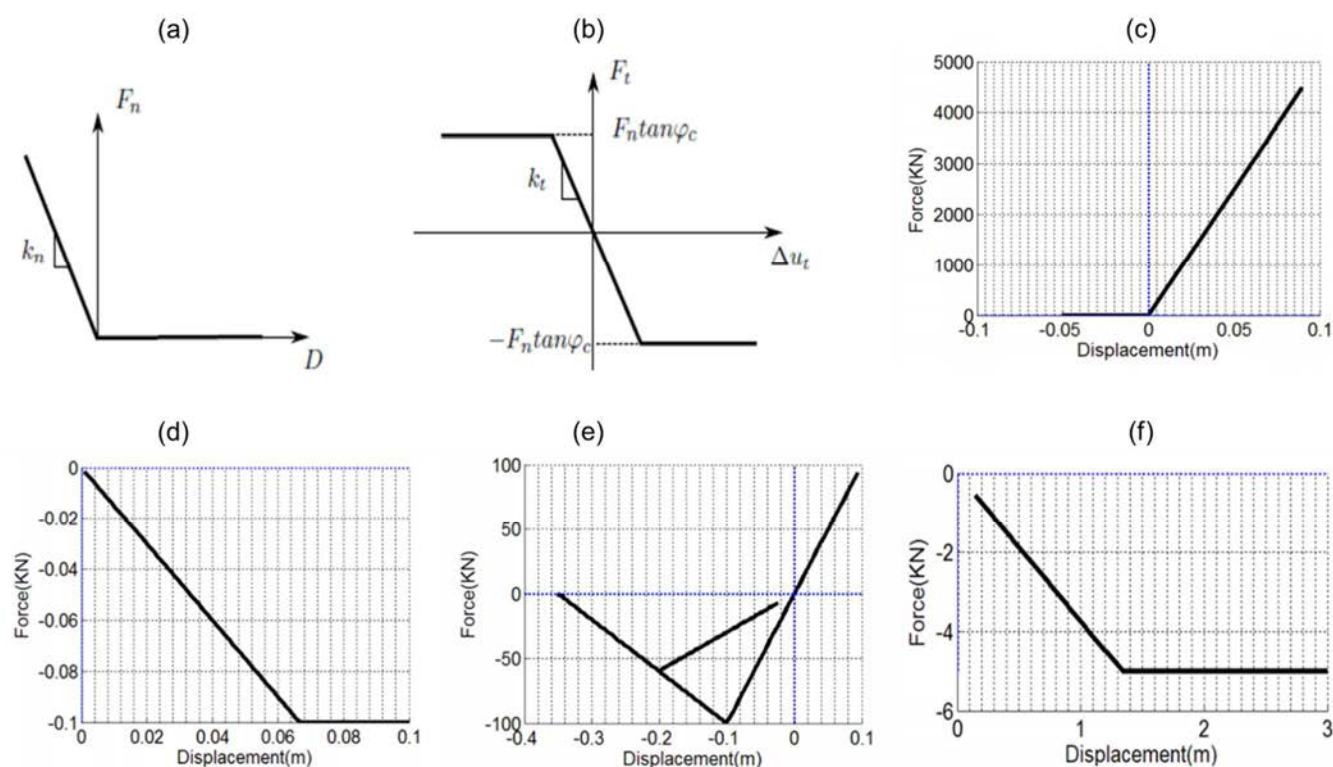 (a)
F_n
k_n
D
(b)
F_t
F_n tanφ_c
k_t
Δu_t
−F_n tanφ_c
(c)
5000
4000
3000
2000
1000
0
-0.1 -0.05 0 0.05 0.1
Force(KN)
Displacement(m)
(d)
0
-0.02
-0.04
-0.06
-0.08
-0.1
0 0.02 0.04 0.06 0.08 0.1
Force(KN)
Displacement(m)
(e)
100
50
0
-50
-100
-0.4 -0.3 -0.2 -0.1 0 0.1
Force(KN)
Displacement(m)
(f)
0
-2
-4
-6
0 1 2 3
Force(KN)
Displacement(m)